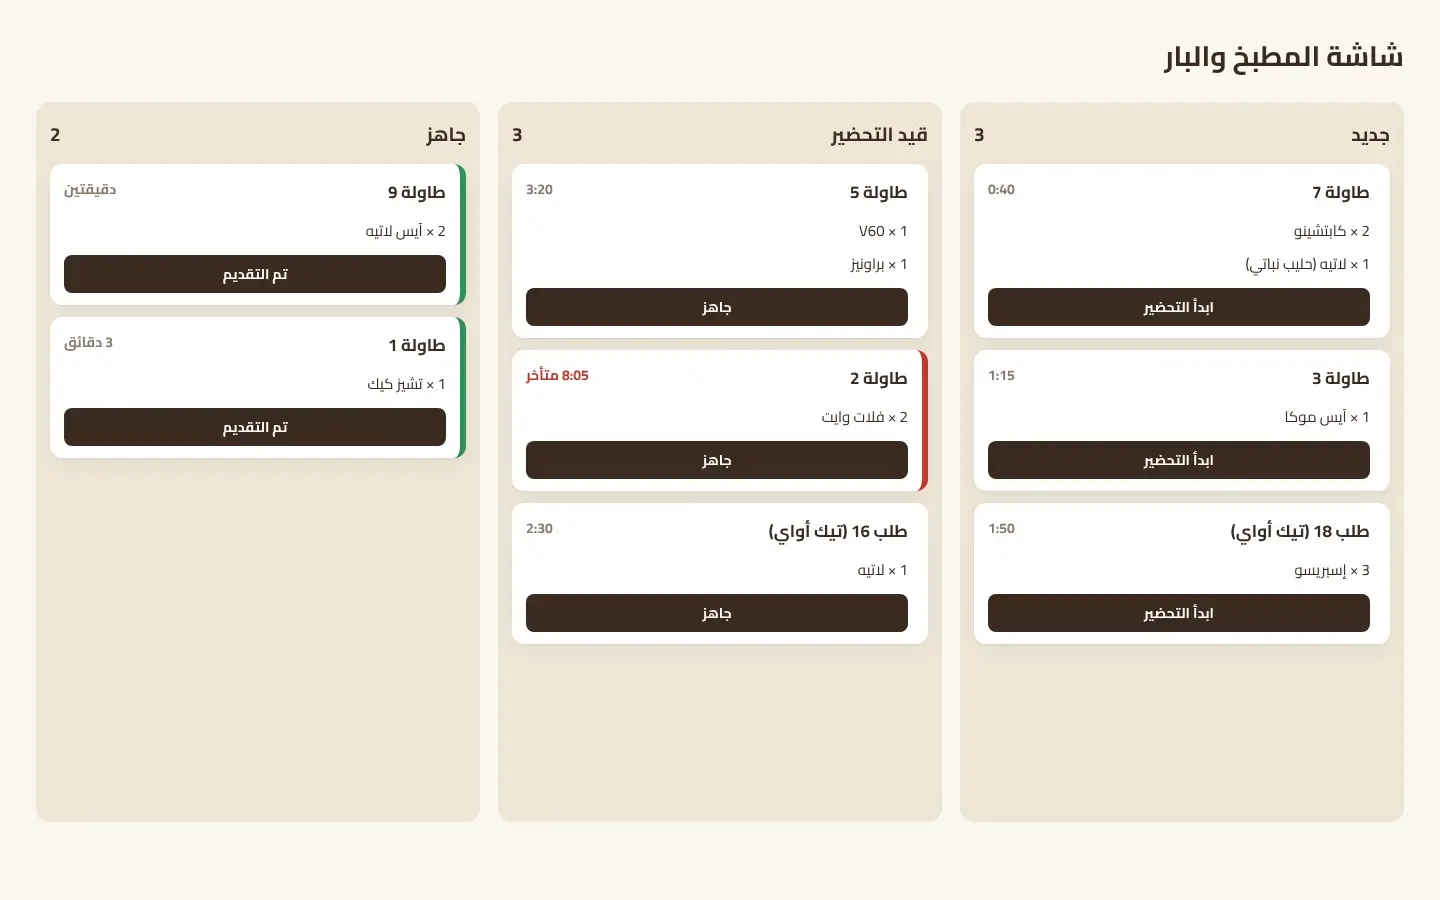 شاشة المطبخ والبار
جديد 3
طاولة 7 0:40
2 × كابتشينو
1 × لاتيه (حليب نباتي)
ابدأ التحضير
طاولة 3 1:15
1 × آيس موكا
ابدأ التحضير
طلب 18 (تيك أواي) 1:50
3 × إسبريسو
ابدأ التحضير
قيد التحضير 3
طاولة 5 3:20
1 × V60
1 × براونيز
جاهز
طاولة 2 8:05 متأخر
2 × فلات وايت
جاهز
طلب 16 (تيك أواي) 2:30
1 × لاتيه
جاهز
جاهز 2
طاولة 9 دقيقتين
2 × آيس لاتيه
تم التقديم
طاولة 1 3 دقائق
1 × تشيز كيك
تم التقديم